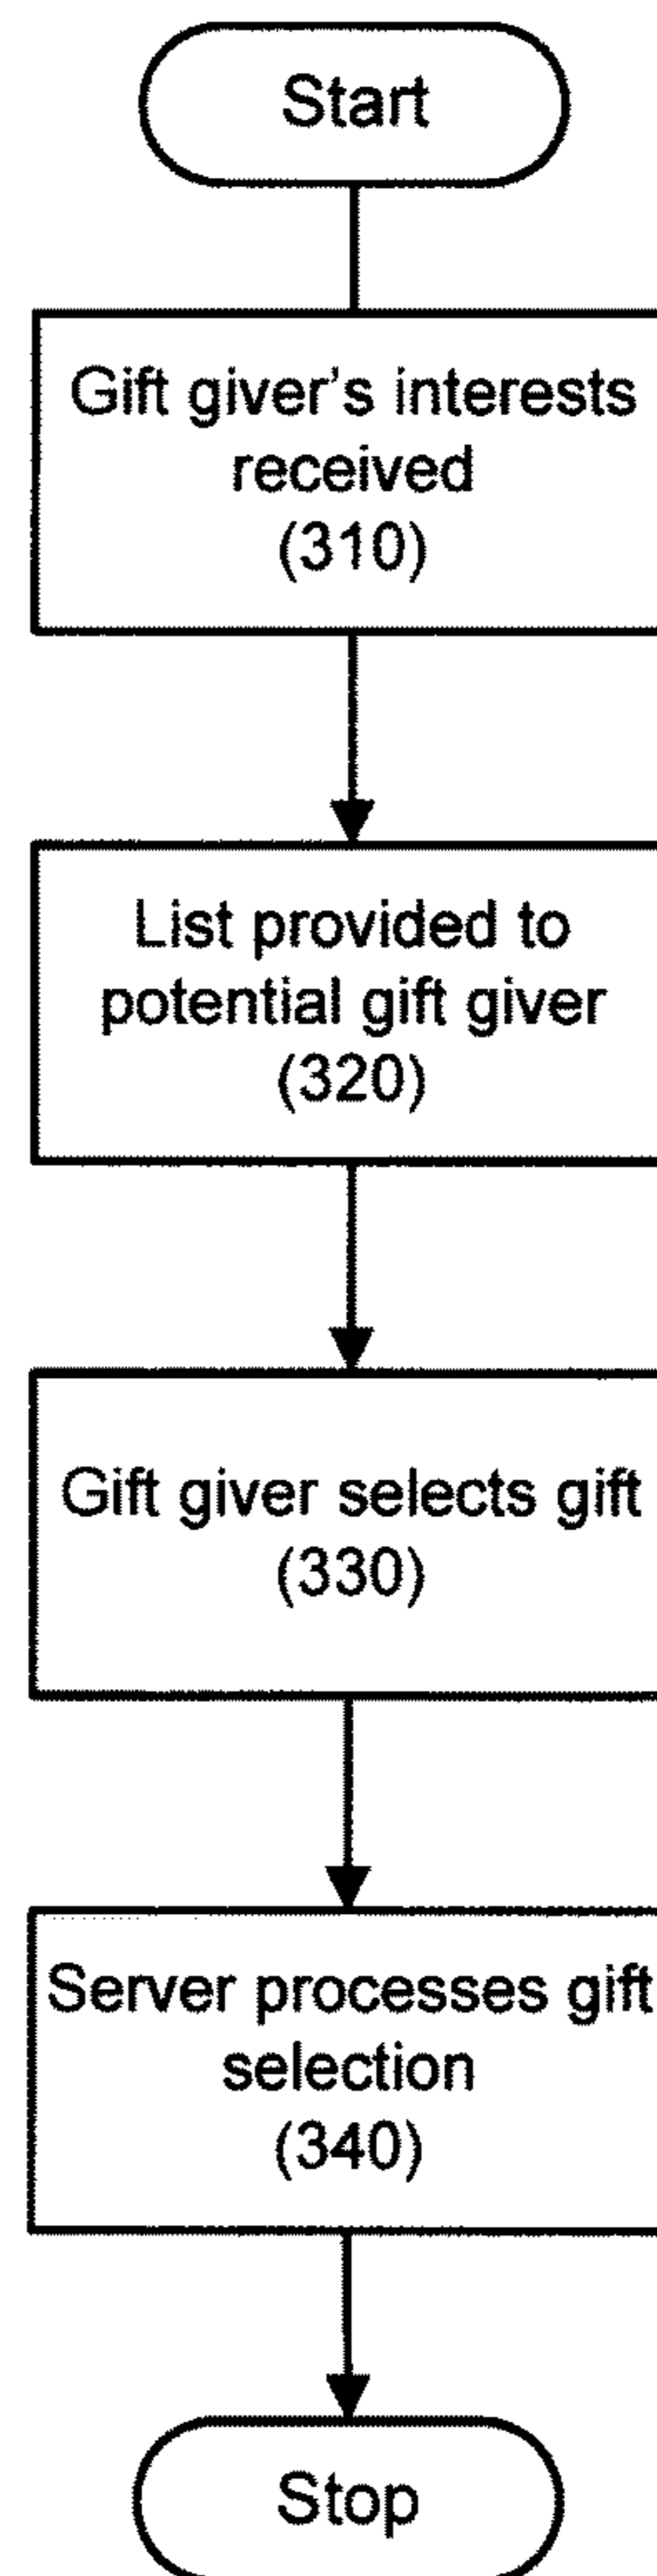 Start
Gift giver's interests
received
(310)
List provided to
potential gift giver
(320)
Gift giver selects gift
(330)
Server processes gift
selection
(340)
Stop